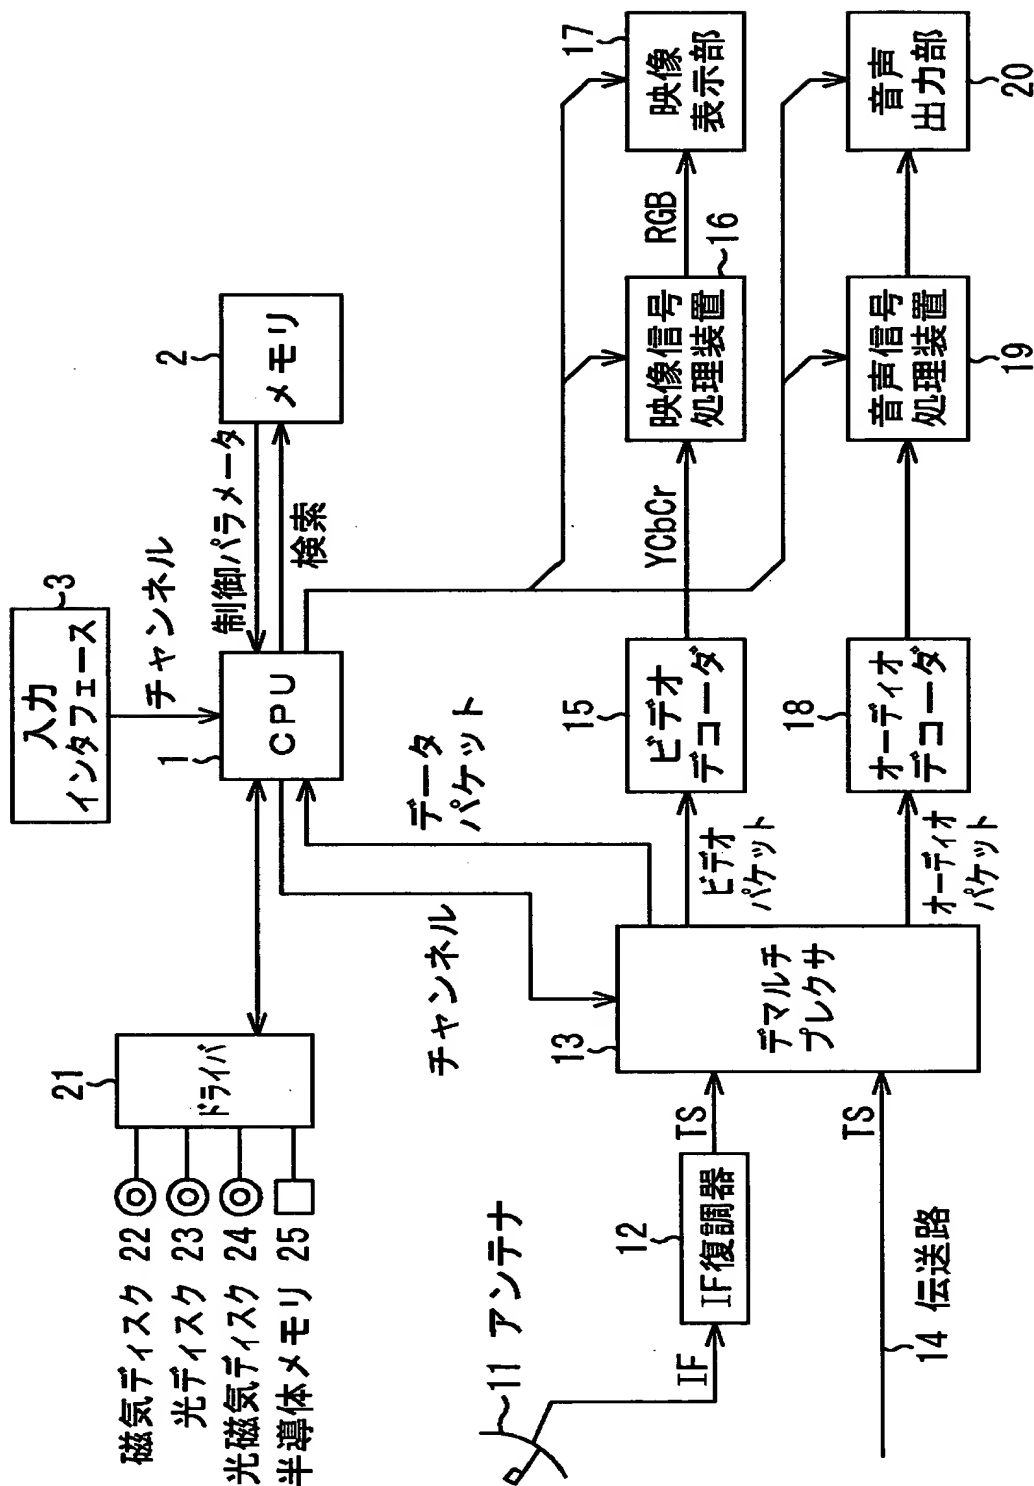 磁気ディスク 22
光ディスク 23
光磁気ディスク 24
半導体メモリ 25
21
ドライバ
入力
インタフェース
3
チャンネル
1
CPU
制御パラメータ
検索
2
メモリ
チャンネル
データ
パケット
11 アンテナ
IF
12
IF復調器
TS
14 伝送路
TS
13
デマルチ
プレクサ
ビデオ
パケット
15
ビデオ
デコーダ
YCbCr
映像信号
処理装置
16
RGB
17
映像
表示部
オーディオ
パケット
18
オーディオ
デコーダ
音声信号
処理装置
19
音声
出力部
20